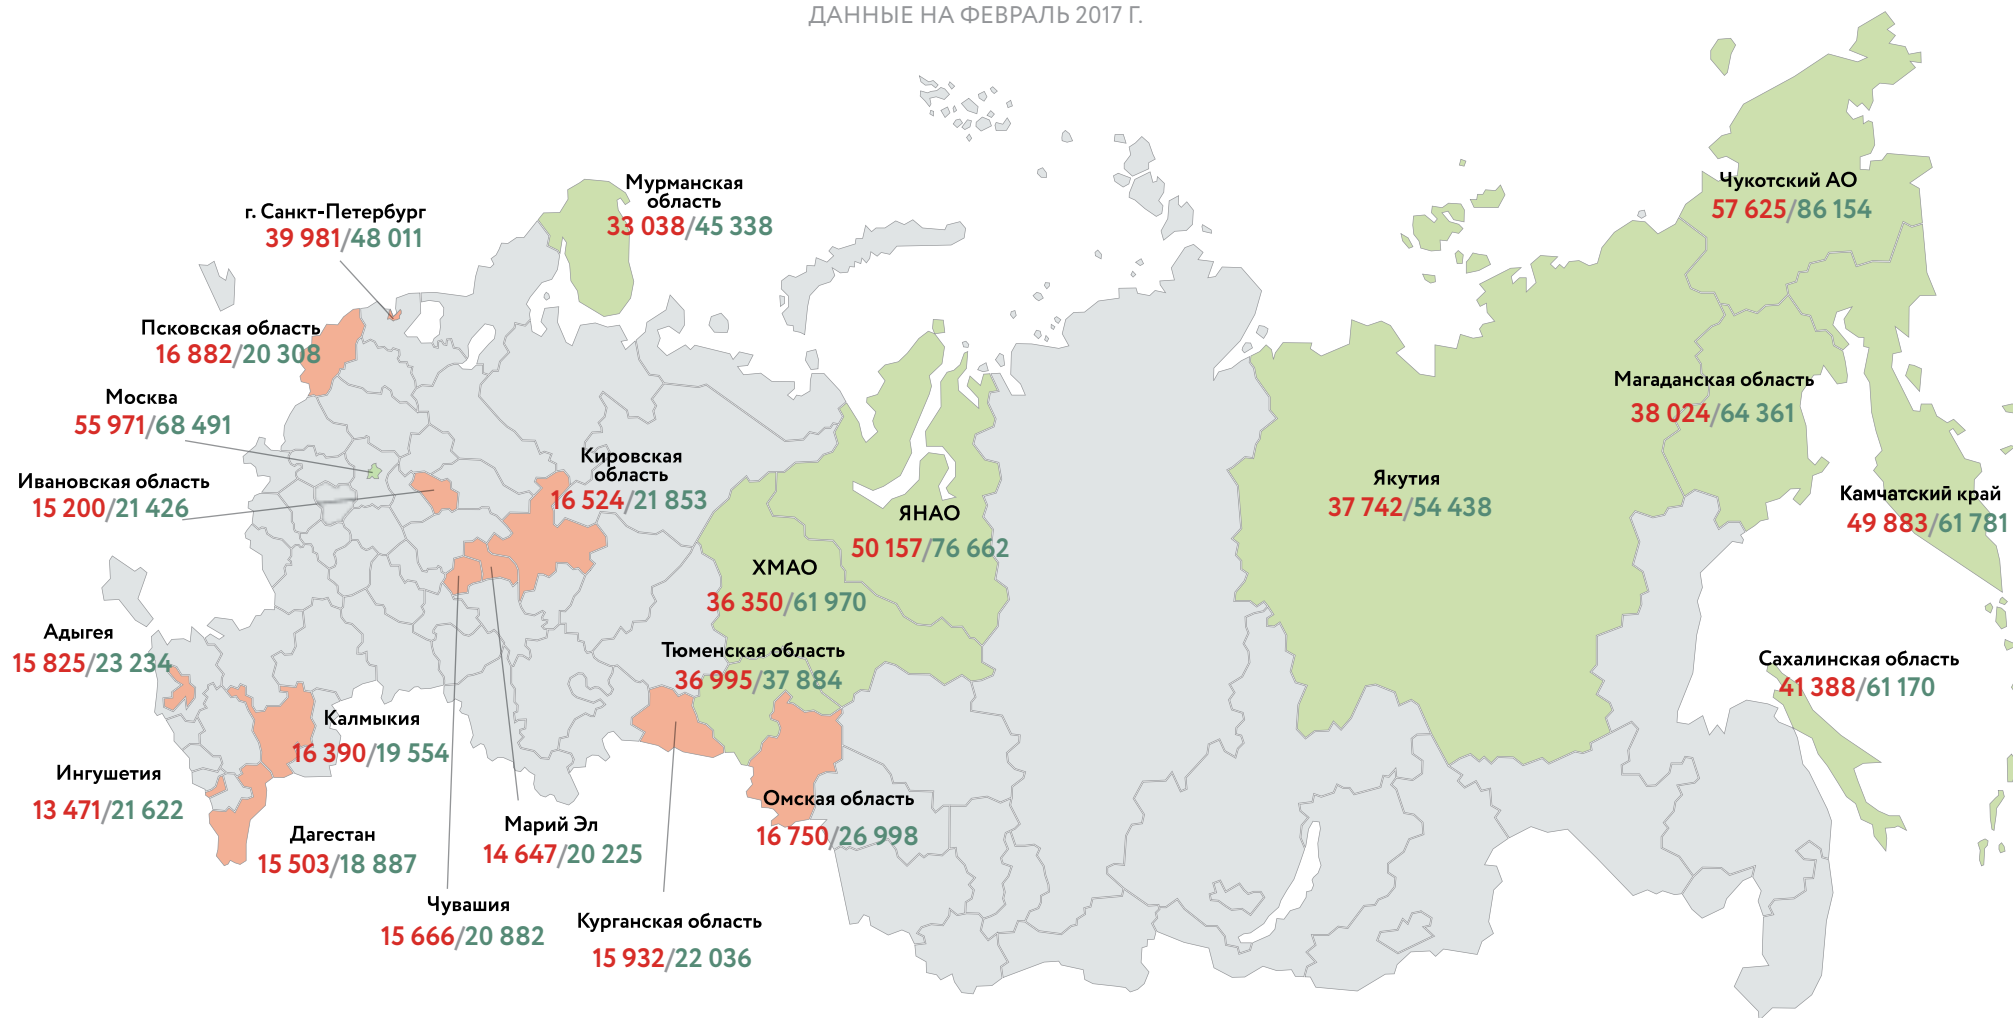 ДАННЫЕ НА ФЕВРАЛЬ 2017 Г.
Чукотский АО
57 625/86 154
Мурманская
область
33 038/45 338
г. Санкт-Петербург
39 981/48 011
Псковская область
16 882/20 308
Москва
55 971/68 491
Ивановская область
15 200/21 426
Кировская
область
16 524/21 853
ЯНАО
50 157/76 662
ХМАО
36 350/61 970
Тюменская область
36 995/37 884
Якутия
37 742/54 438
Магаданская область
38 024/64 361
Камчатский край
49 883/61 781
Сахалинская область
41 388/61 170
Адыгея
15 825/23 234
Калмыкия
16 390/19 554
Ингушетия
13 471/21 622
Дагестан
15 503/18 887
Марий Эл
14 647/20 225
Чувашия
15 666/20 882
Курганская область
15 932/22 036
Омская область
16 750/26 998